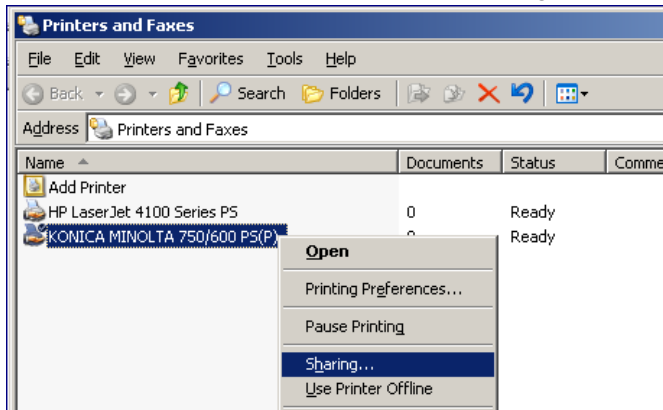 Printers and Faxes
File Edit View Favorites Tools Help
Back Search Folders
Address Printers and Faxes
Name Documents Status Comme
Add Printer
HP LaserJet 4100 Series PS 0 Ready
KONICA MINOLTA 750/600 PS(P) 0 Ready
Open
Printing Preferences...
Pause Printing
Sharing...
Use Printer Offline